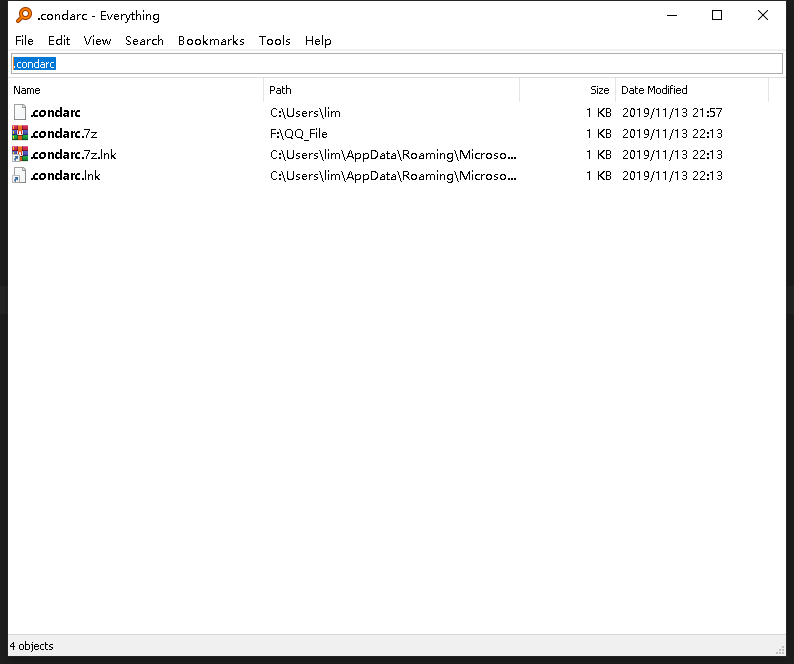 .condarc - Everything
File Edit View Search Bookmarks Tools Help
.condarc
Name Path Size Date Modified
.condarc C:\Users\lim 1 KB 2019/11/13 21:57
.condarc.7z F:\QQ_File 1 KB 2019/11/13 22:13
.condarc.7z.lnk C:\Users\lim\AppData\Roaming\Microso... 1 KB 2019/11/13 22:13
.condarc.lnk C:\Users\lim\AppData\Roaming\Microso... 1 KB 2019/11/13 22:13
4 objects